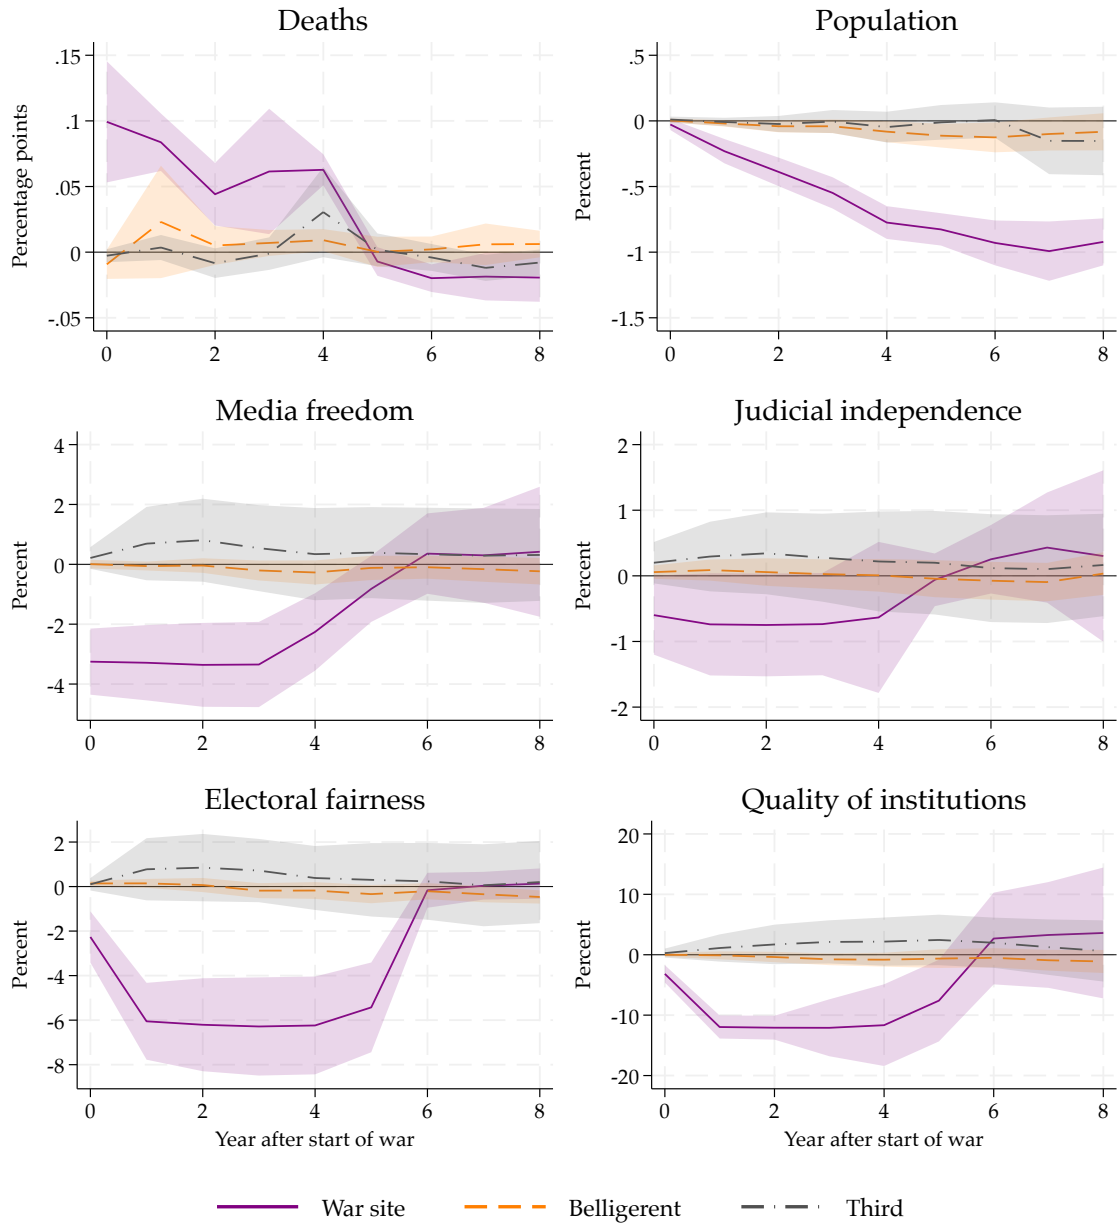 Deaths
Percentage points
.15
.1
.05
0
-.05
0 2 4 6 8
Population
Percent
.5
0
-.5
-1
-1.5
0 2 4 6 8
Media freedom
Percent
4
2
0
-2
-4
0 2 4 6 8
Judicial independence
Percent
2
1
0
-1
-2
0 2 4 6 8
Electoral fairness
Percent
2
0
-2
-4
-6
-8
0 2 4 6 8
Year after start of war
Quality of institutions
Percent
20
10
0
-10
-20
0 2 4 6 8
Year after start of war
War site Belligerent Third